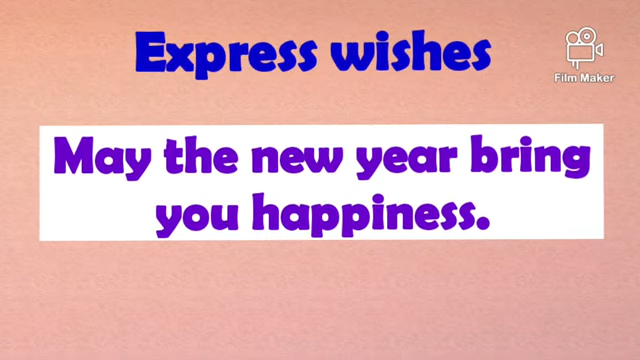 Express wishes
Film Maker
May the new year bring
you happiness.